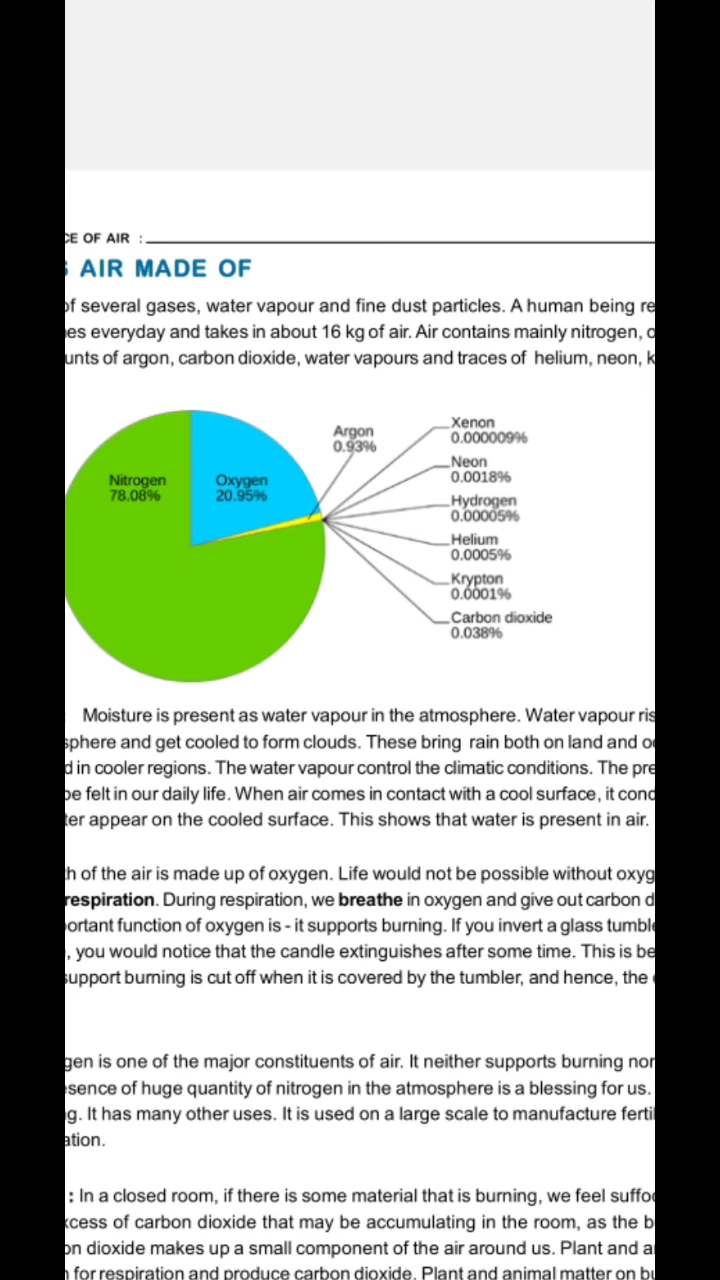 CE OF AIR :
AIR MADE OF
of several gases, water vapour and fine dust particles. A human being re
es everyday and takes in about 16 kg of air. Air contains mainly nitrogen, o
unts of argon, carbon dioxide, water vapours and traces of helium, neon, k
Nitrogen
78.08%
Oxygen
20.95%
Argon
0.93%
Xenon
0.000009%
Neon
0.0018%
Hydrogen
0.00005%
Helium
0.0005%
Krypton
0.0001%
Carbon dioxide
0.038%
: Moisture is present as water vapour in the atmosphere. Water vapour ris
sphere and get cooled to form clouds. These bring rain both on land and oc
d in cooler regions. The water vapour control the climatic conditions. The pre
be felt in our daily life. When air comes in contact with a cool surface, it cond
ter appear on the cooled surface. This shows that water is present in air.
th of the air is made up of oxygen. Life would not be possible without oxyg
respiration. During respiration, we breathe in oxygen and give out carbon d
ortant function of oxygen is - it supports burning. If you invert a glass tumble
, you would notice that the candle extinguishes after some time. This is be
support burning is cut off when it is covered by the tumbler, and hence, the
gen is one of the major constituents of air. It neither supports burning nor
esence of huge quantity of nitrogen in the atmosphere is a blessing for us.
g. It has many other uses. It is used on a large scale to manufacture fertil
ation.
: In a closed room, if there is some material that is burning, we feel suffoc
xcess of carbon dioxide that may be accumulating in the room, as the b
on dioxide makes up a small component of the air around us. Plant and a
n for respiration and produce carbon dioxide. Plant and animal matter on bu